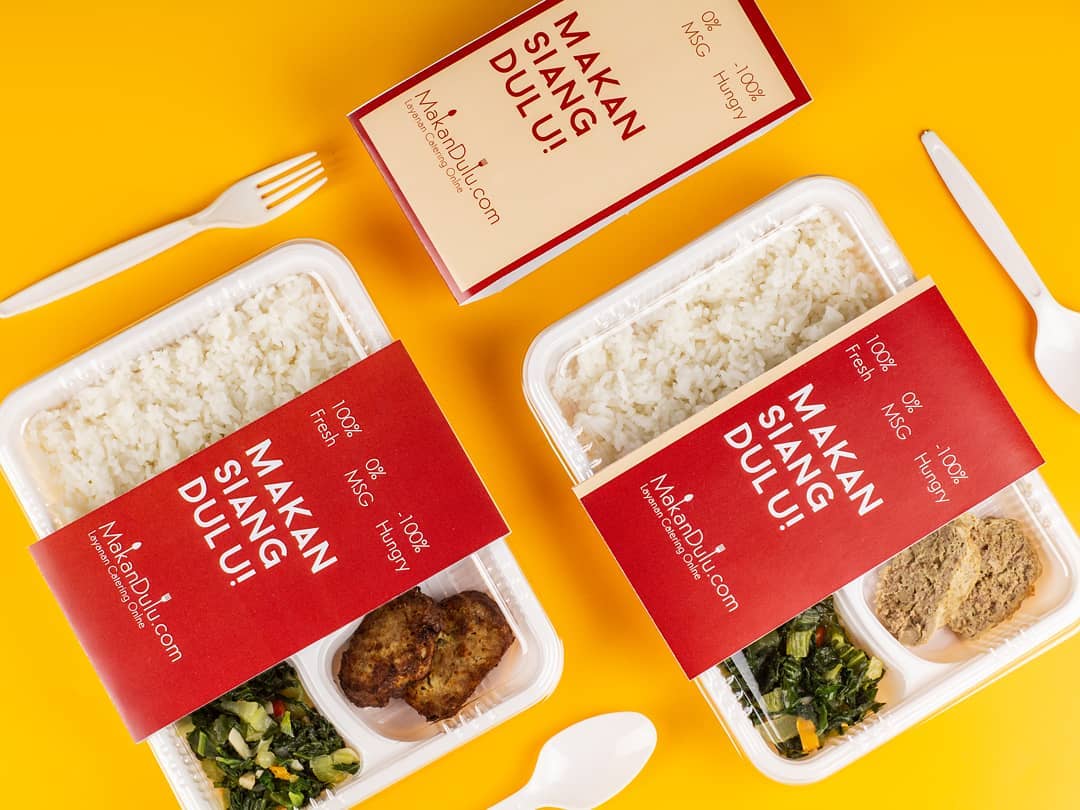 MAKAN
SIANG
DULU!
0%
MSG
-100%
Hungry
MakanDulu.com
Layanan Catering Online
100%
Fresh
0%
MSG
-100%
Hungry
MAKAN
SIANG
DULU!
MakanDulu.com
Layanan Catering Online
100%
Fresh
0%
MSG
-100%
Hungry
MAKAN
SIANG
DULU!
MakanDulu.com
Layanan Catering Online